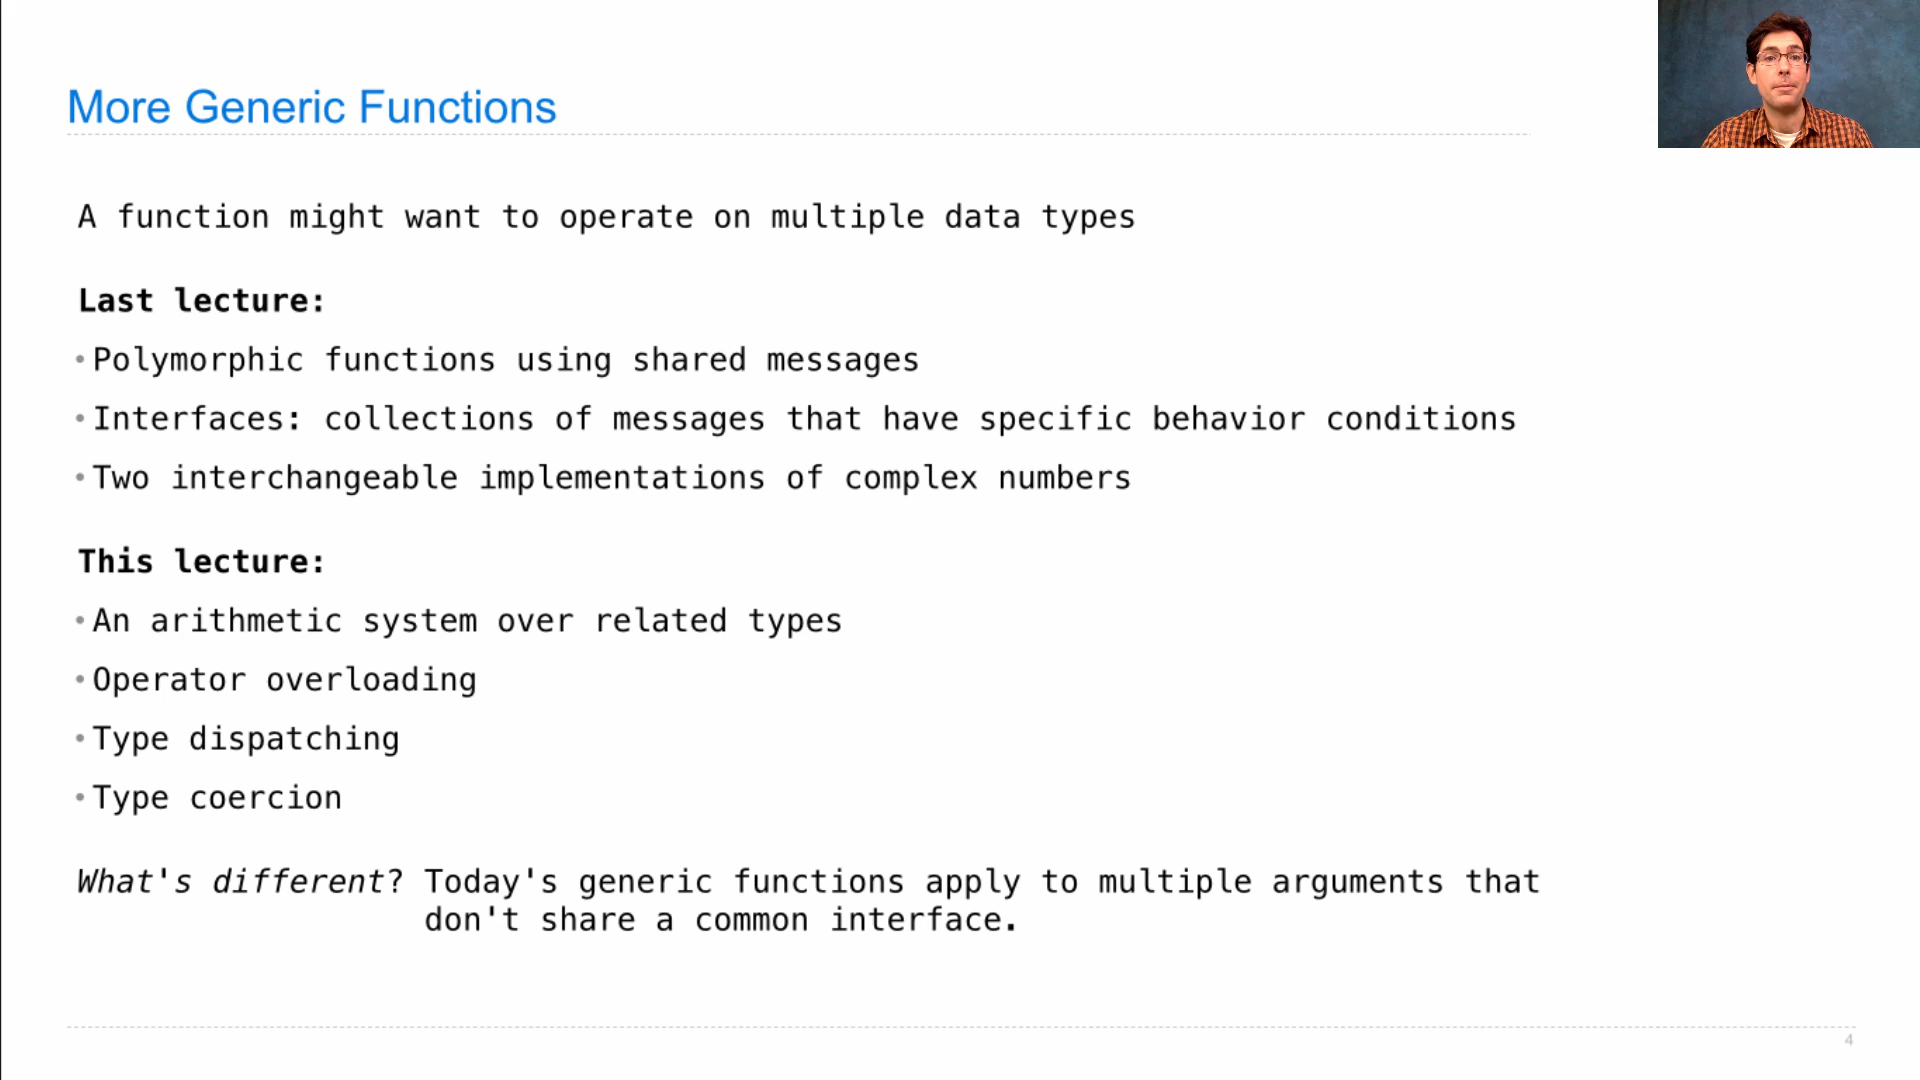 More Generic Functions
A function might want to operate on multiple data types
Last lecture:
•Polymorphic functions using shared messages
•Interfaces: collections of messages that have specific behavior conditions
•Two interchangeable implementations of complex numbers
This lecture:
•An arithmetic system over related types
•Operator overloading
•Type dispatching
•Type coercion
What's different? Today's generic functions apply to multiple arguments that
don't share a common interface.
4